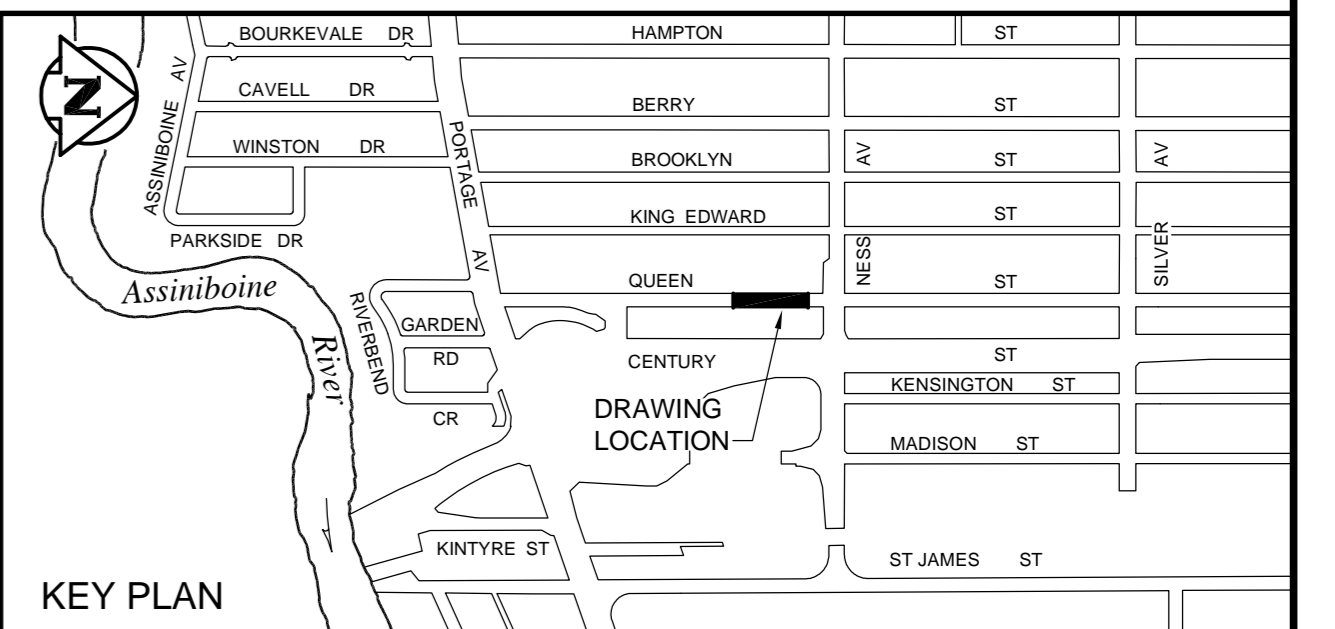 BOURKEVALE DR
HAMPTON ST
N
ASSINIBOINE AV
CAVELL DR
BERRY ST
WINSTON DR
PORTAGE AV
BROOKLYN ST
NESS AV
SILVER AV
KING EDWARD ST
PARKSIDE DR
QUEEN ST
Assiniboine River
RIVERBEND CR
GARDEN RD
CENTURY ST
KENSINGTON ST
DRAWING
LOCATION
MADISON ST
KINTYRE ST
ST JAMES ST
KEY PLAN